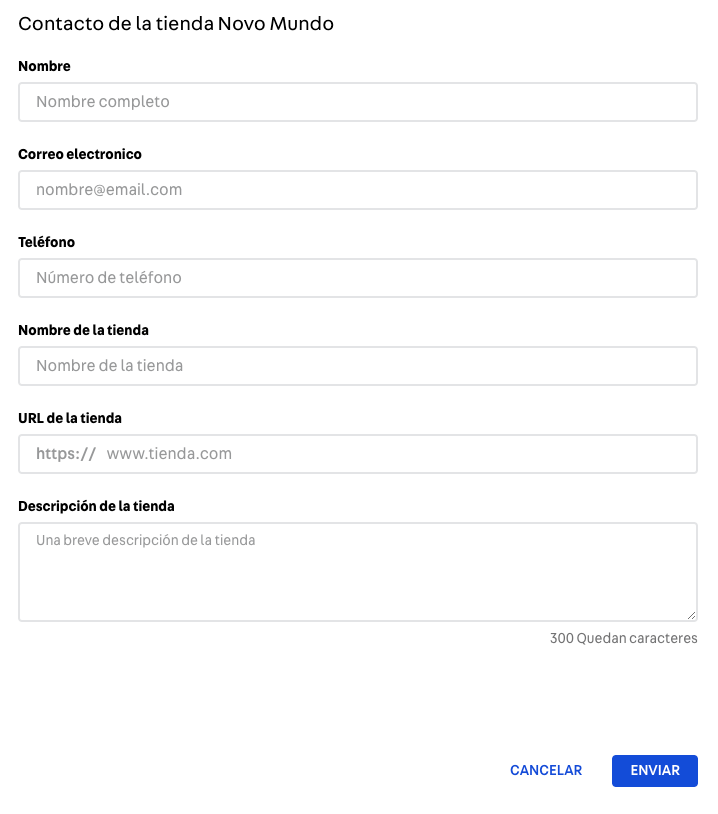 Contacto de la tienda Novo Mundo
Nombre
Nombre completo
Correo electronico
nombre@email.com
Teléfono
Número de teléfono
Nombre de la tienda
Nombre de la tienda
URL de la tienda
https:// www.tienda.com
Descripción de la tienda
Una breve descripción de la tienda
300 Quedan caracteres
CANCELAR ENVIAR